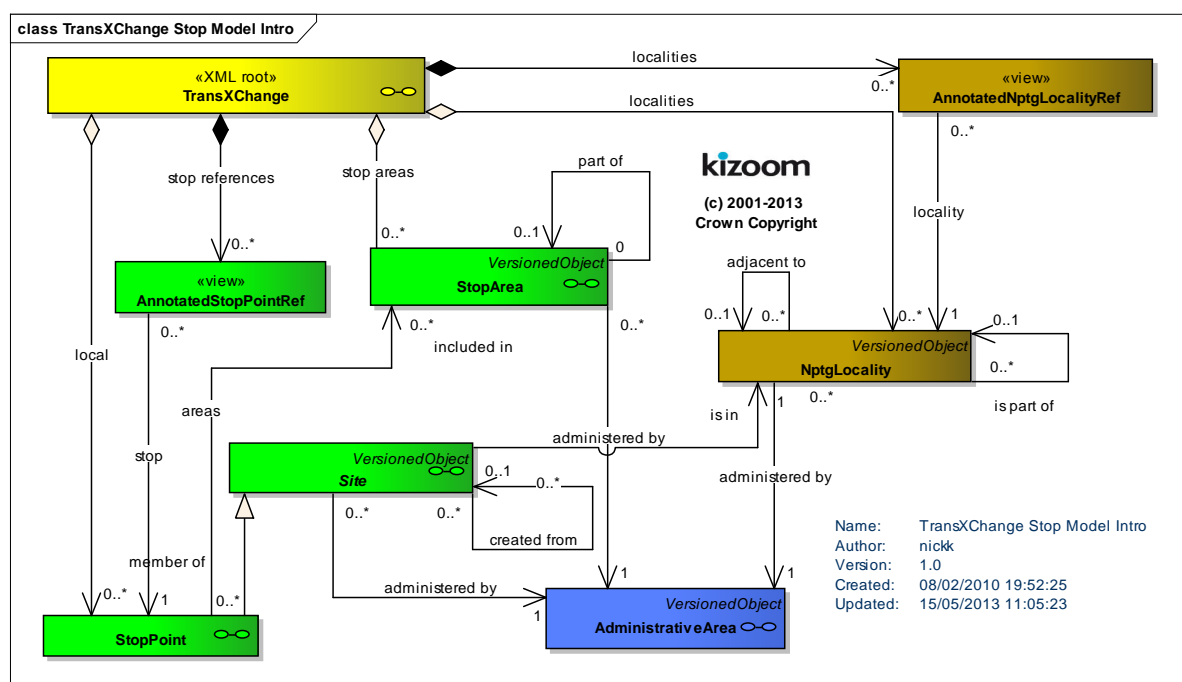 class TransXChange Stop Model Intro
«XML root»
TransXChange
localities
0..*
«view»
AnnotatedNptgLocalityRef
0..*
localities
stop references
stop areas
part of
kizoom
(c) 2001-2013
Crown Copyright
locality
0..*
0..*
0..1
0
«view»
AnnotatedStopPointRef
0..*
VersionedObject
StopArea
adjacent to
0..1
0..*
0..*
1
0..1
local
0..*
included in
0..*
VersionedObject
NptgLocality
0..*
0..*
is part of
areas
is in
1
stop
administered by
VersionedObject
Site
0..1
0..*
administered by
0..*
0..*
created from
member of
0..*
1
0..*
administered by
1
1
1
StopPoint
VersionedObject
AdministrativeArea
Name: TransXChange Stop Model Intro
Author: nickk
Version: 1.0
Created: 08/02/2010 19:52:25
Updated: 15/05/2013 11:05:23